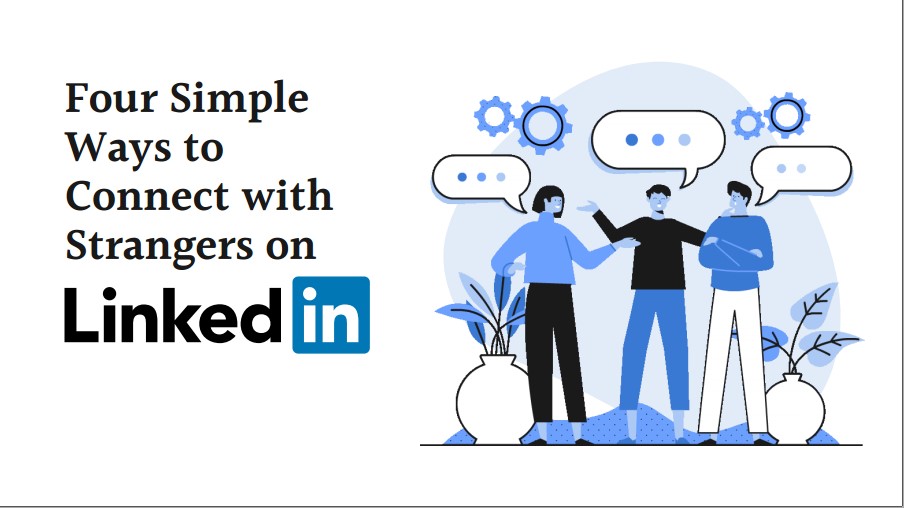 Four Simple
Ways to
Connect with
Strangers on
Linkedin